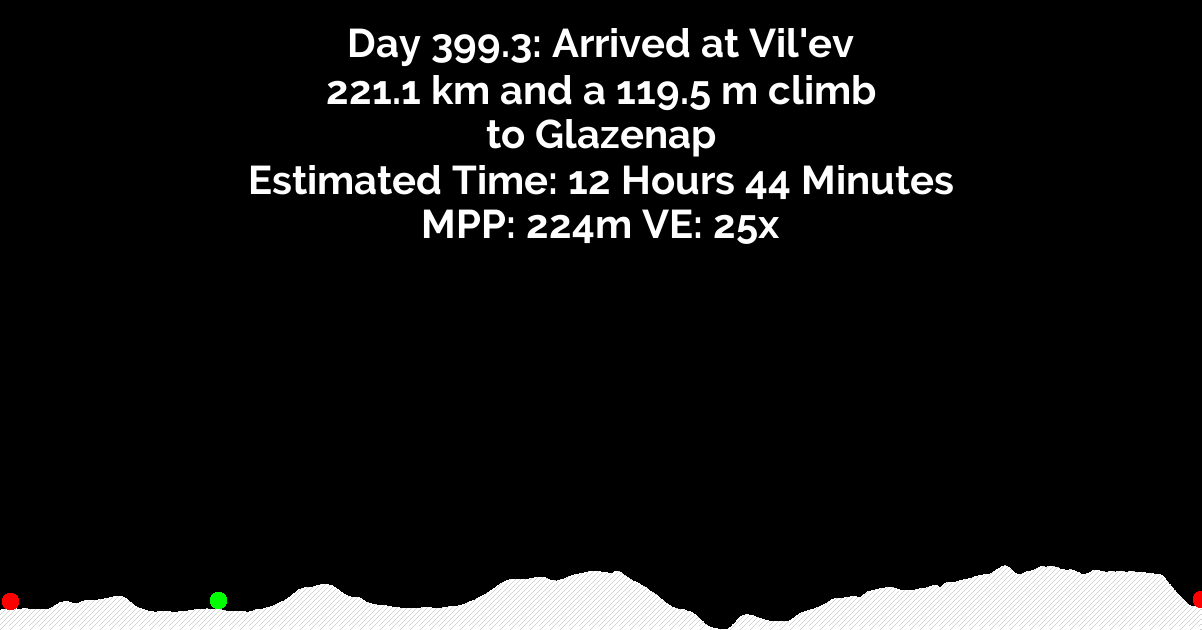 Day 399.3: Arrived at Vil'ev
221.1 km and a 119.5 m climb
to Glazenap
Estimated Time: 12 Hours 44 Minutes
MPP: 224m VE: 25x